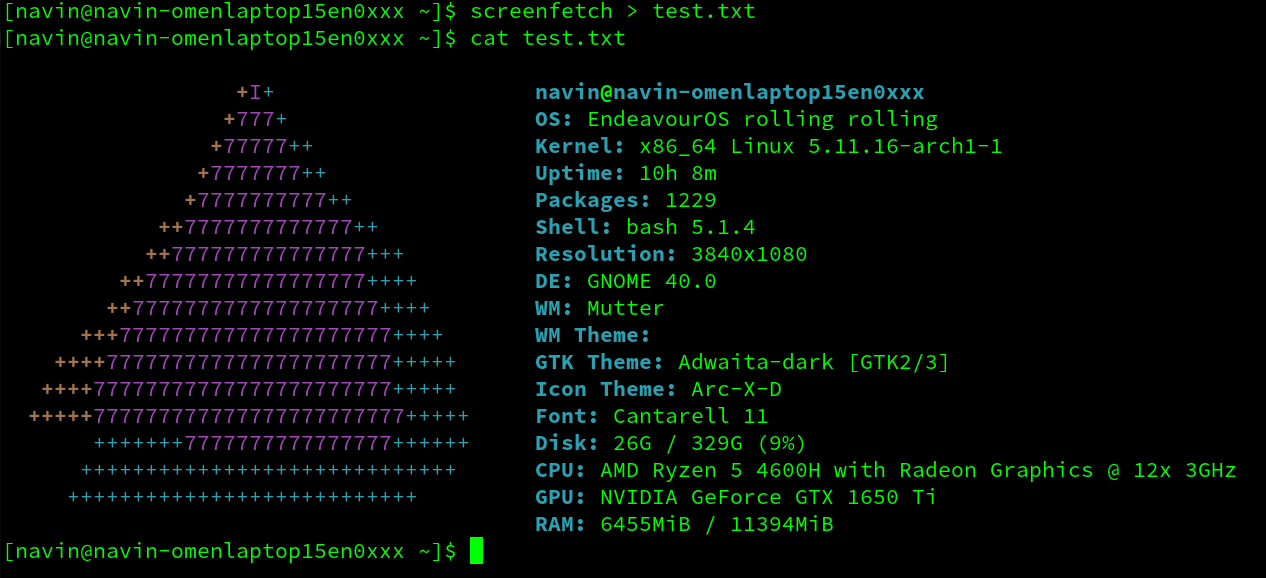 [navin@navin-omenlaptop15en0xxx ~]$ screenfetch > test.txt
[navin@navin-omenlaptop15en0xxx ~]$ cat test.txt
+I+ navin@navin-omenlaptop15en0xxx
+777+ OS: EndeavourOS rolling rolling
+77777++ Kernel: x86_64 Linux 5.11.16-arch1-1
+7777777++ Uptime: 10h 8m
+7777777777++ Packages: 1229
++7777777777777++ Shell: bash 5.1.4
++777777777777777+++ Resolution: 3840x1080
++77777777777777777++++ DE: GNOME 40.0
++7777777777777777777++++ WM: Mutter
+++777777777777777777777++++ WM Theme:
++++7777777777777777777777+++++ GTK Theme: Adwaita-dark [GTK2/3]
++++77777777777777777777777+++++ Icon Theme: Arc-X-D
+++++777777777777777777777777+++++ Font: Cantarell 11
+++++++7777777777777777++++++ Disk: 26G / 329G (9%)
+++++++++++++++++++++++++++++ CPU: AMD Ryzen 5 4600H with Radeon Graphics @ 12x 3GHz
+++++++++++++++++++++++++++ GPU: NVIDIA GeForce GTX 1650 Ti
RAM: 6455MiB / 11394MiB
[navin@navin-omenlaptop15en0xxx ~]$